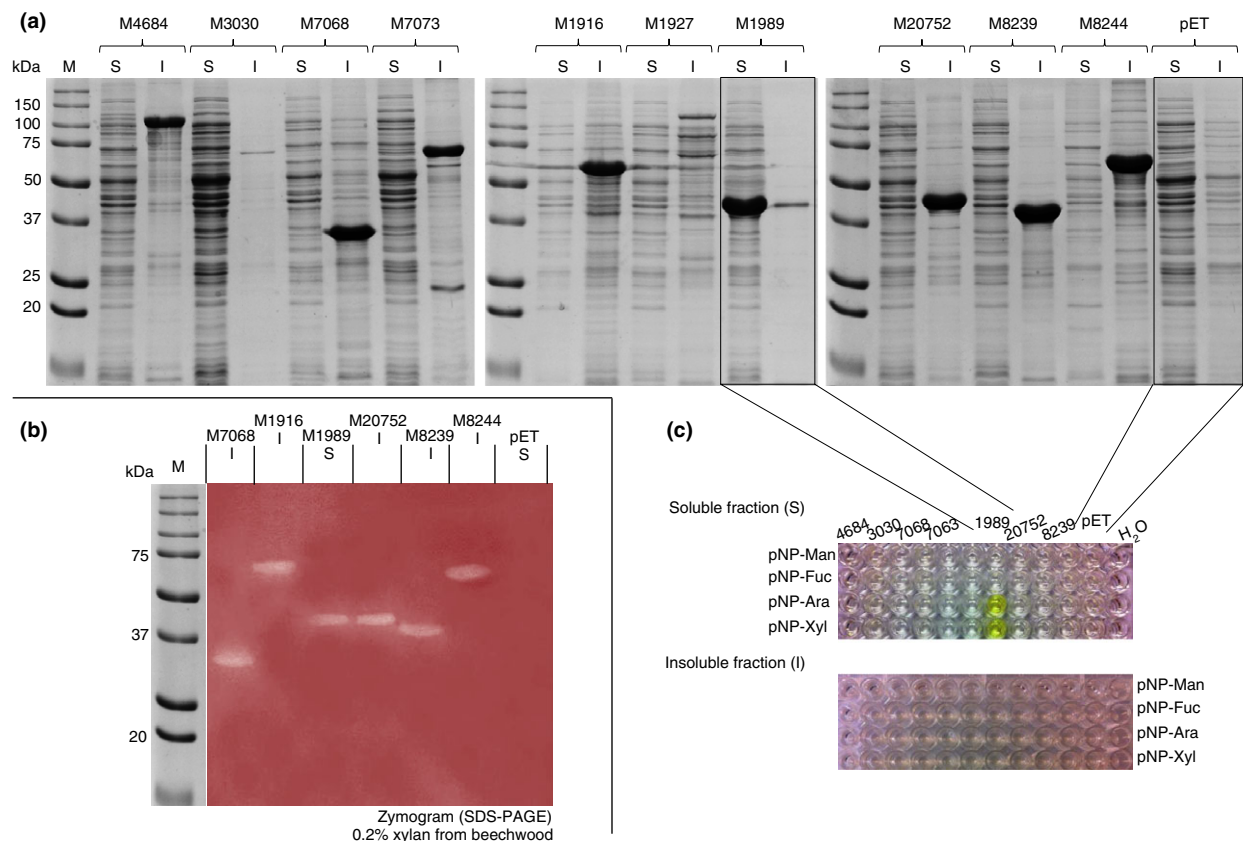 (a)
M4684 M3030 M7068 M7073 M1916 M1927 M1989 M20752 M8239 M8244 pET
kDa M S I S I S I S I S I S I S I S I S I S I S I
150
100
75
50
37
25
20
(b)
M7068 M1916 M1989 M20752 M8239 M8244 pET
I I S I I I S
kDa M
75
37
20
Zymogram (SDS-PAGE)
0.2% xylan from beechwood
(c)
Soluble fraction (S)
4684 3030 7068 7063 1989 20752 8239 pET H2O
pNP-Man
pNP-Fuc
pNP-Ara
pNP-Xyl
Insoluble fraction (I)
pNP-Man
pNP-Fuc
pNP-Ara
pNP-Xyl